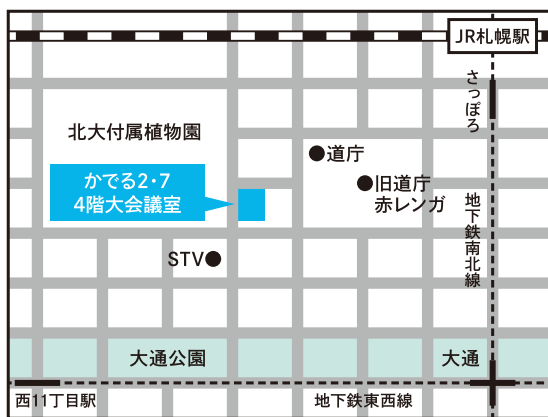 JR札幌駅
さっぽろ
北大付属植物園
道庁
かでる2・7
4階大会議室
旧道庁
赤レンガ
地下鉄南北線
STV
大通公園
大通
西11丁目駅
地下鉄東西線